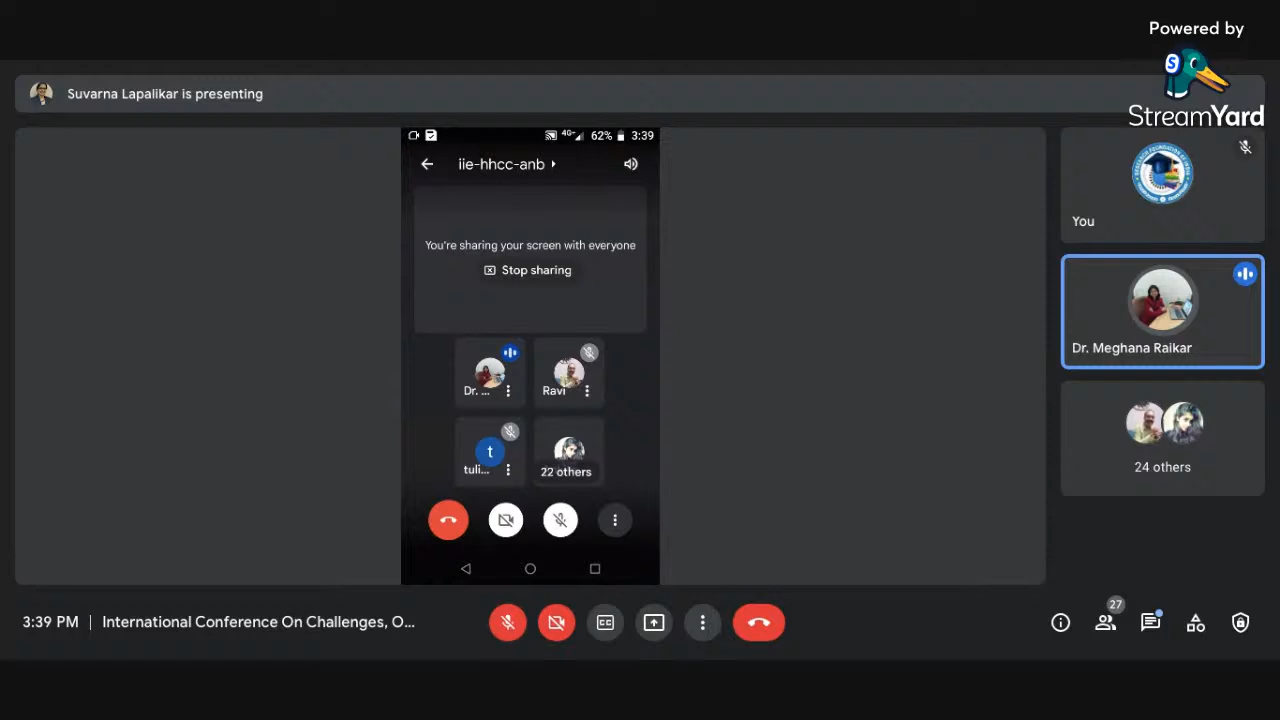 Powered by
StreamYard
Suvarna Lapalikar is presenting
4G
62%
3:39
iie-hhcc-anb
You're sharing your screen with everyone
Stop sharing
Dr. ...
Ravi
t
tuli...
22 others
You
Dr. Meghana Raikar
24 others
3:39 PM
International Conference On Challenges, O...
27